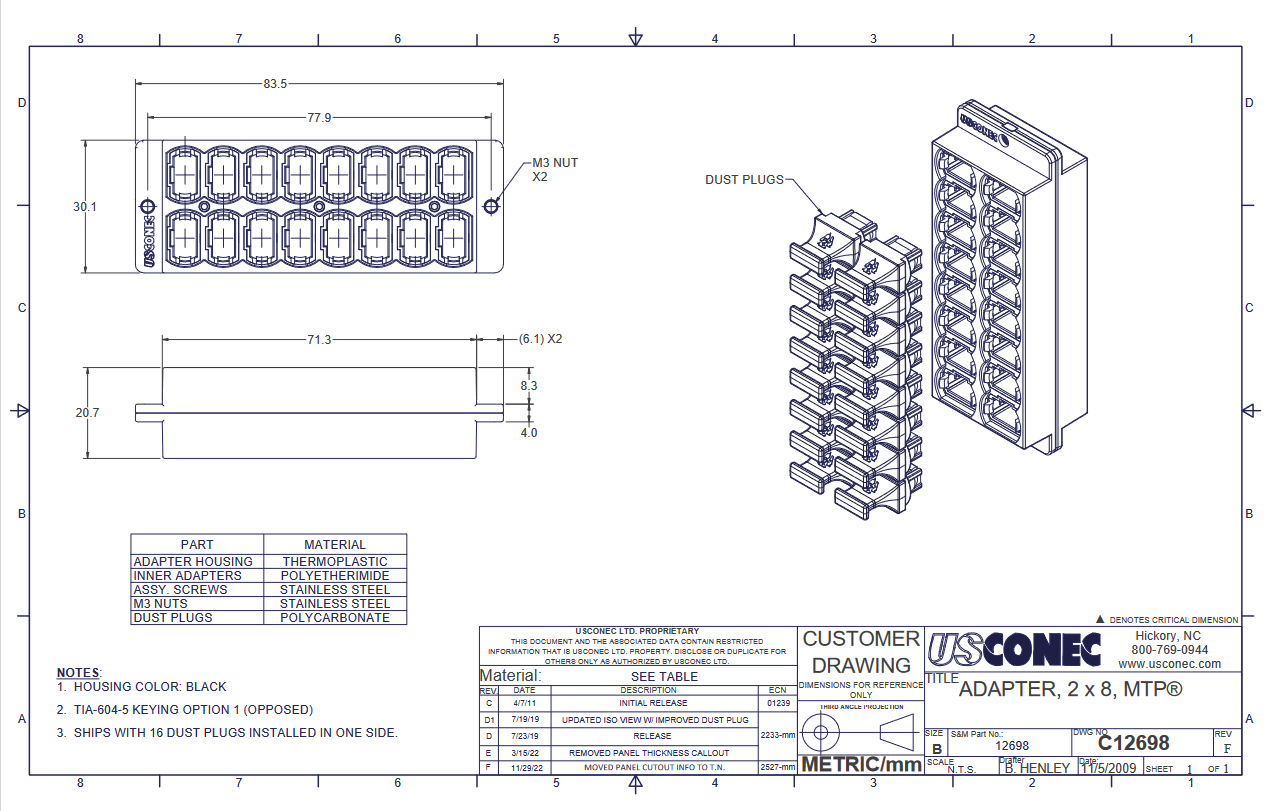 8 7 6 5 4 3 2 1
D D
83.5
77.9
M3 NUT
X2
30.1
USCONEC
USCONEC
DUST PLUGS
C C
71.3
(6.1) X2
8.3
20.7
4.0
B B
PART MATERIAL
ADAPTER HOUSING THERMOPLASTIC
INNER ADAPTERS POLYETHERIMIDE
ASSY. SCREWS STAINLESS STEEL
M3 NUTS STAINLESS STEEL
DUST PLUGS POLYCARBONATE
NOTES:
1. HOUSING COLOR: BLACK
2. TIA-604-5 KEYING OPTION 1 (OPPOSED)
3. SHIPS WITH 16 DUST PLUGS INSTALLED IN ONE SIDE.
A A
▲ DENOTES CRITICAL DIMENSION
USCONEC LTD. PROPRIETARY
THIS DOCUMENT AND THE ASSOCIATED DATA CONTAIN RESTRICTED
INFORMATION THAT IS USCONEC LTD. PROPERTY. DISCLOSE OR DUPLICATE FOR
OTHERS ONLY AS AUTHORIZED BY USCONEC LTD.
Material: SEE TABLE
REV. DATE DESCRIPTION ECN
C 4/7/11 INITIAL RELEASE 01239
D1 7/19/19 UPDATED ISO VIEW W/ IMPROVED DUST PLUG
D 7/23/19 RELEASE 2233-mm
E 3/15/22 REMOVED PANEL THICKNESS CALLOUT
F 11/29/22 MOVED PANEL CUTOUT INFO TO T.N. 2527-mm
CUSTOMER
DRAWING
DIMENSIONS FOR REFERENCE
ONLY
THIRD ANGLE PROJECTION
METRIC/mm
USCONEC
Hickory, NC
800-769-0944
www.usconec.com
TITLE
ADAPTER, 2 x 8, MTP®
SIZE
B
S&M Part No.:
12698
DWG NO.
C12698
REV
F
SCALE
N.T.S.
Drafter
B. HENLEY
Date:
11/5/2009
SHEET 1 OF 1
8 7 6 5 4 3 2 1